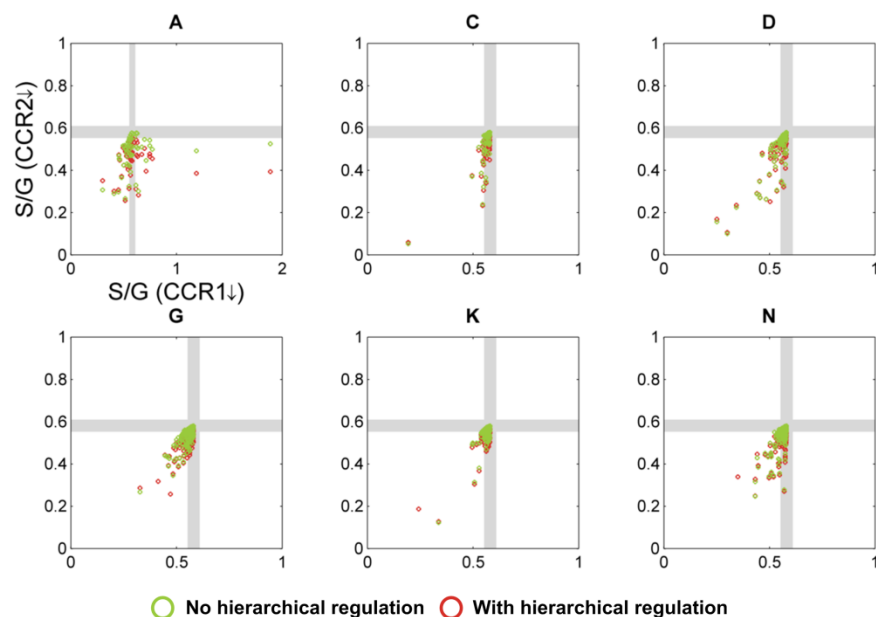 A C D
1 1 1
0.8 0.8 0.8
0.6 0.6 0.6
0.4 0.4 0.4
0.2 0.2 0.2
0 0 0
0 1 2 0 0.5 1 0 0.5 1
S/G (CCR2↓)
S/G (CCR1↓)
G K N
1 1 1
0.8 0.8 0.8
0.6 0.6 0.6
0.4 0.4 0.4
0.2 0.2 0.2
0 0 0
0 0.5 1 0 0.5 1 0 0.5 1
No hierarchical regulation With hierarchical regulation